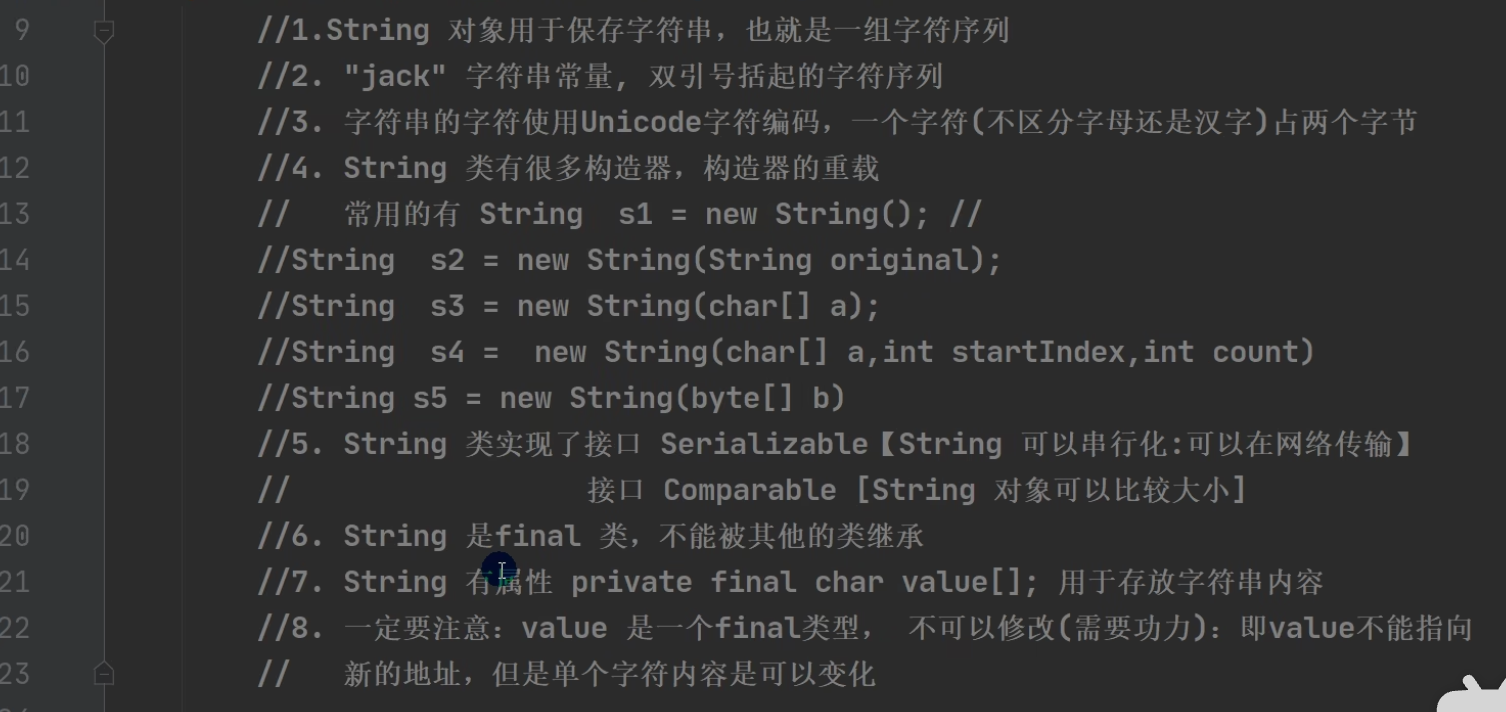 9 //1.String 对象用于保存字符串，也就是一组字符序列
10 //2. "jack" 字符串常量, 双引号括起的字符序列
11 //3. 字符串的字符使用Unicode字符编码，一个字符(不区分字母还是汉字)占两个字节
12 //4. String 类有很多构造器，构造器的重载
13 //   常用的有 String  s1 = new String(); //
14 //String  s2 = new String(String original);
15 //String  s3 = new String(char[] a);
16 //String  s4 =  new String(char[] a,int startIndex,int count)
17 //String s5 = new String(byte[] b)
18 //5. String 类实现了接口 Serializable【String 可以串行化:可以在网络传输】
19 //                 接口 Comparable [String 对象可以比较大小]
20 //6. String 是final 类，不能被其他的类继承
21 //7. String 有属性 private final char value[]; 用于存放字符串内容
22 //8. 一定要注意：value 是一个final类型， 不可以修改(需要功力)：即value不能指向
23 //   新的地址，但是单个字符内容是可以变化